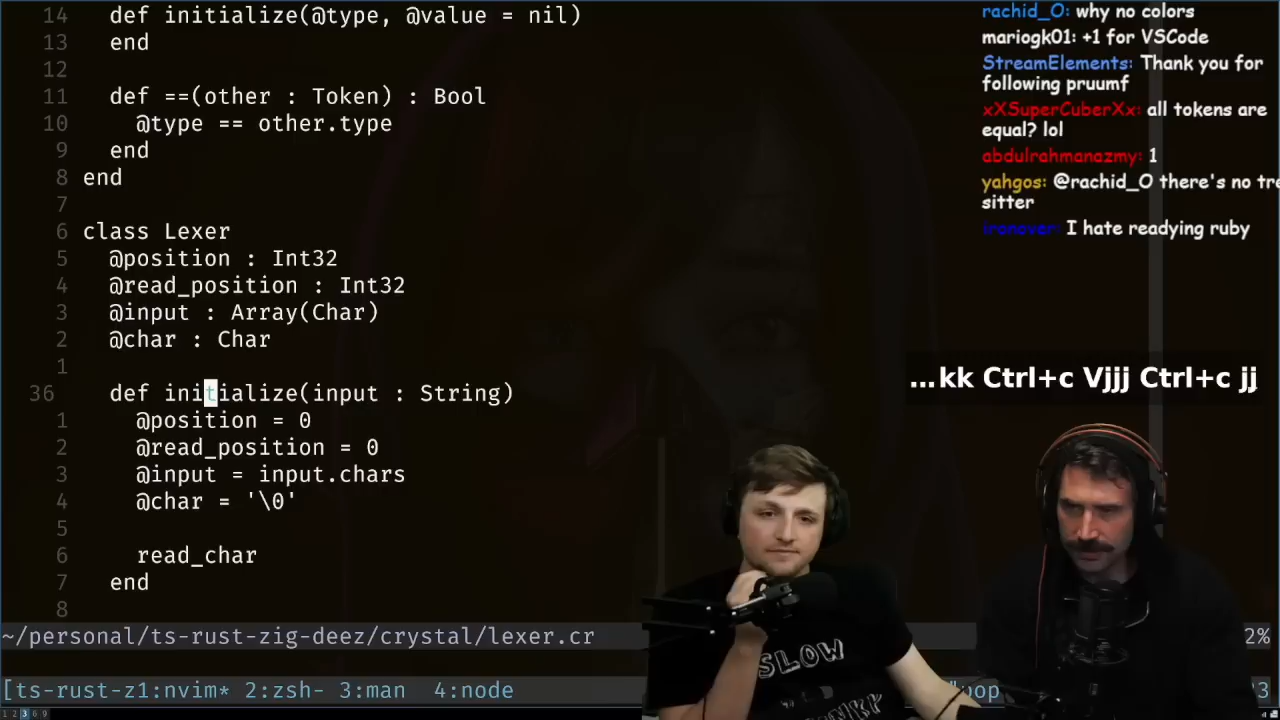 14 def initialize(@type, @value = nil)
13 end
12
11 def ==(other : Token) : Bool
10 @type == other.type
9 end
8 end
7
6 class Lexer
5 @position : Int32
4 @read_position : Int32
3 @input : Array(Char)
2 @char : Char
1
36 def initialize(input : String)
1 @position = 0
2 @read_position = 0
3 @input = input.chars
4 @char = '\0'
5
6 read_char
7 end
8
~/personal/ts-rust-zig-deez/crystal/lexer.cr
2%
[ts-rust-z1:nvim* 2:zsh- 3:man 4:node
rachid_O: why no colors
mariogk01: +1 for VSCode
StreamElements: Thank you for
following pruumf
xXSuperCuberXx: all tokens are
equal? lol
abdulrahmanazmy: 1
yahgos: @rachid_O there's no tre
sitter
ironover: I hate readying ruby
...kk Ctrl+c Vjjj Ctrl+c jj
SLOW